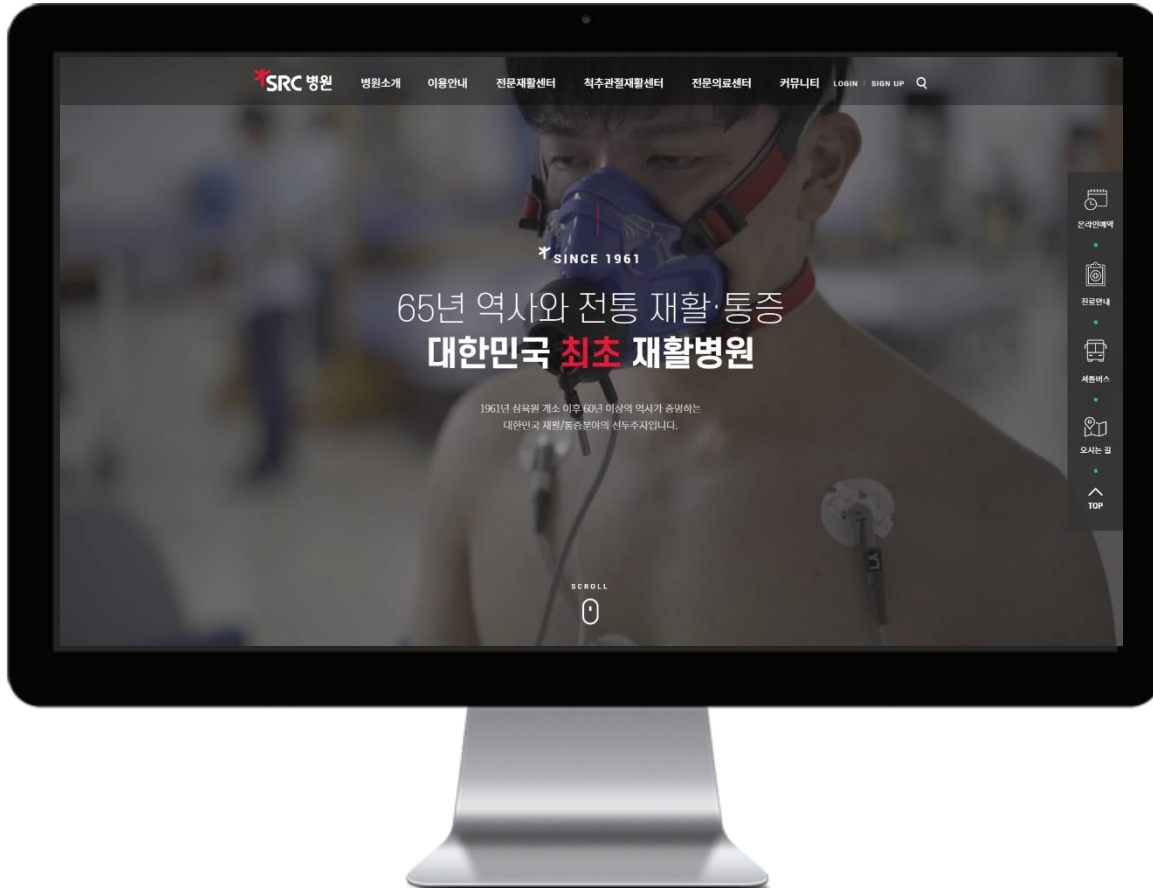 SRC 병원
병원소개 이용안내 전문재활센터 척추관절재활센터 전문의료센터 커뮤니티 LOGIN SIGN UP
SINCE 1961
65년 역사와 전통 재활·통증
대한민국 최초 재활병원
1961년 삼육원 개소 이후 60년 이상의 역사가 증명하는
대한민국 재활/통증분야의 선두주자입니다.
SCROLL
온라인예약
진료안내
셔틀버스
오시는 길
TOP
LA